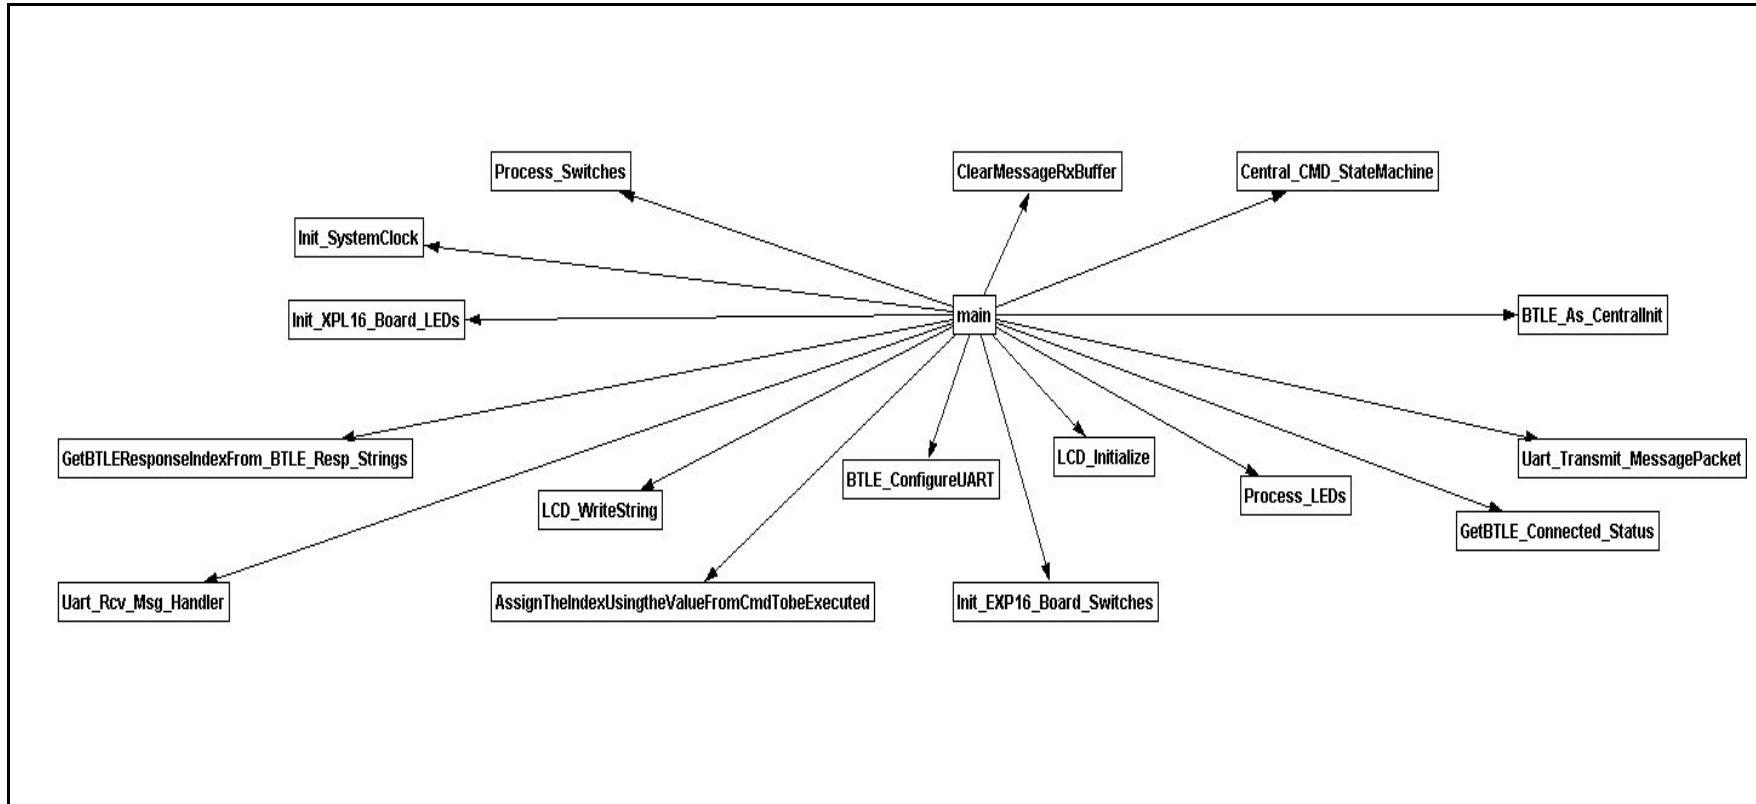 Process_Switches
ClearMessageRxBuffer
Central_CMD_StateMachine
Init_SystemClock
Init_XPL16_Board_LEDs
main
BTLE_As_CentralInit
GetBTLEResponseIndexFrom_BTLE_Resp_Strings
LCD_WriteString
BTLE_ConfigureUART
LCD_Initialize
Process_LEDs
Uart_Transmit_MessagePacket
GetBTLE_Connected_Status
Uart_Rcv_Msg_Handler
AssignTheIndexUsingtheValueFromCmdTobeExecuted
Init_EXP16_Board_Switches